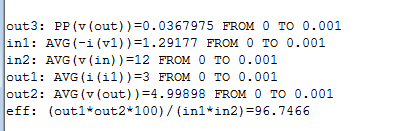 out3: PP(v(out))=0.0367975 FROM 0 TO 0.001
in1: AVG(-i(v1))=1.29177 FROM 0 TO 0.001
in2: AVG(v(in))=12 FROM 0 TO 0.001
out1: AVG(i(i1))=3 FROM 0 TO 0.001
out2: AVG(v(out))=4.99898 FROM 0 TO 0.001
eff: (out1*out2*100)/(in1*in2)=96.7466